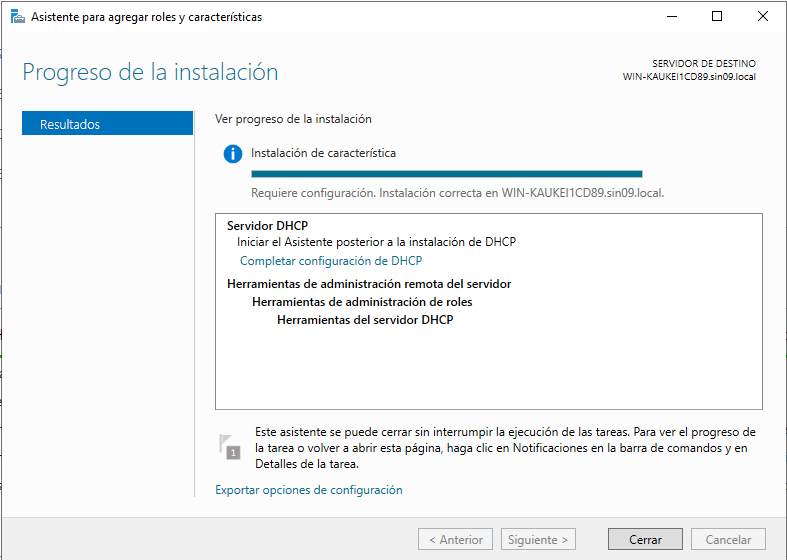 Asistente para agregar roles y características
Progreso de la instalación
SERVIDOR DE DESTINO
WIN-KAUKEI1CD89.sin09.local
Resultados
Ver progreso de la instalación
Instalación de característica
Requiere configuración. Instalación correcta en WIN-KAUKEI1CD89.sin09.local.
Servidor DHCP
Iniciar el Asistente posterior a la instalación de DHCP
Completar configuración de DHCP
Herramientas de administración remota del servidor
Herramientas de administración de roles
Herramientas del servidor DHCP
1
Este asistente se puede cerrar sin interrumpir la ejecución de las tareas. Para ver el progreso de
la tarea o volver a abrir esta página, haga clic en Notificaciones en la barra de comandos y en
Detalles de la tarea.
Exportar opciones de configuración
< Anterior
Siguiente >
Cerrar
Cancelar